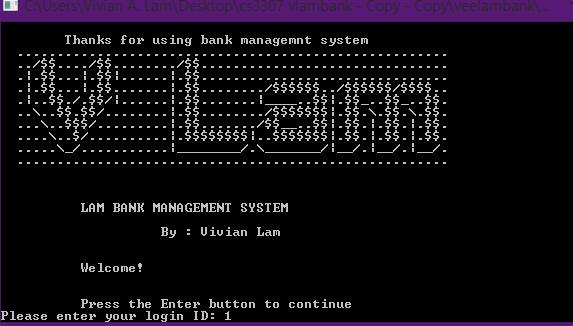 C:\Users\Vivian A. Lam\Desktop\cs3307 vlambank - Copy - Copy\veelambank\...
Thanks for using bank managemnt system
LAM BANK MANAGEMENT SYSTEM
By : Vivian Lam
Welcome!
Press the Enter button to continue
Please enter your login ID: 1